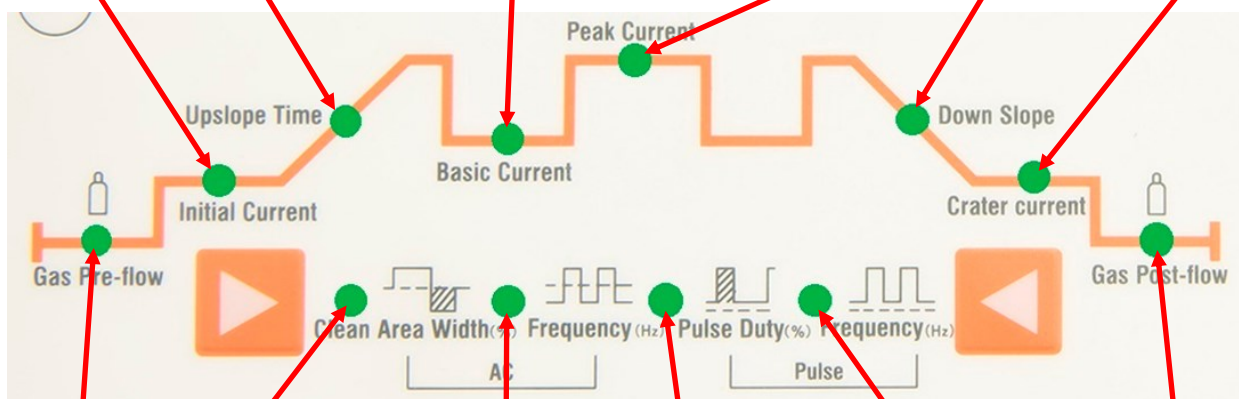 Peak Current
Upslope Time
Down Slope
Basic Current
Initial Current
Crater current
Gas Pre-flow
Gas Post-flow
Clean Area Width(%) Frequency(Hz) Pulse Duty(%) Frequency(Hz)
AC Pulse